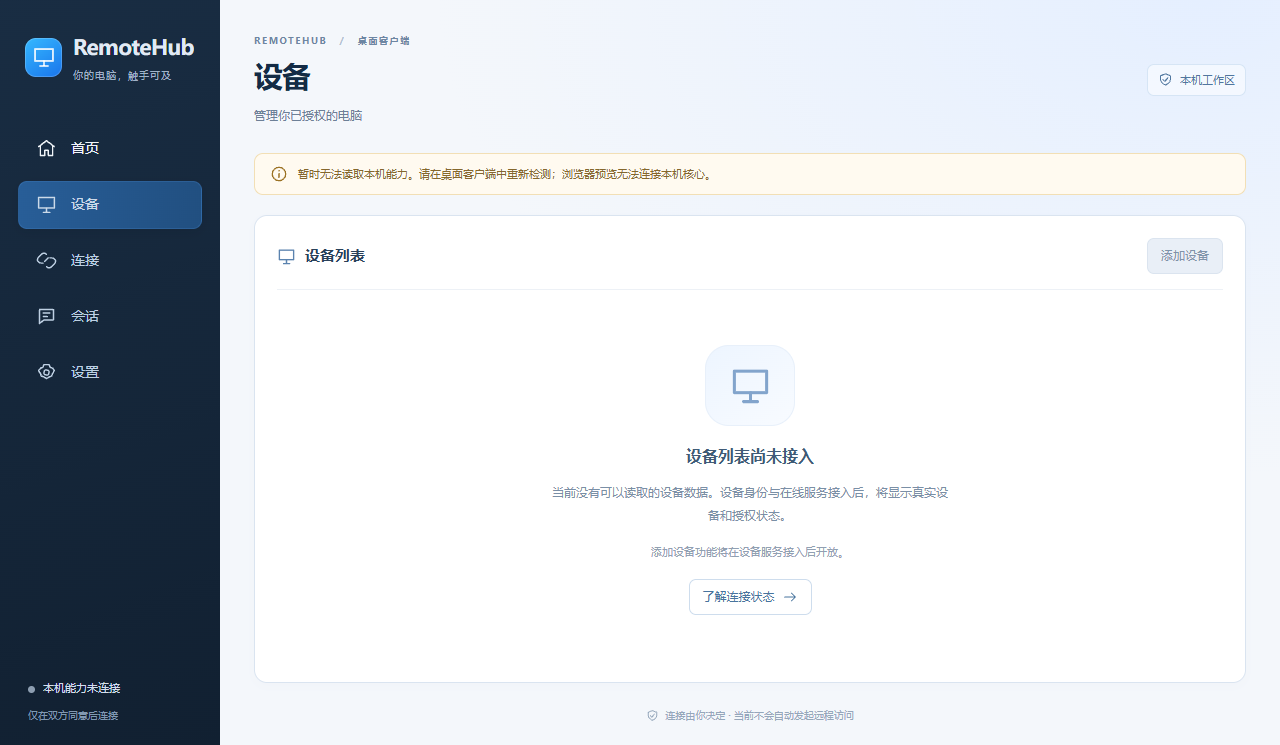 RemoteHub
你的电脑，触手可及
首页
设备
连接
会话
设置
本机能力未连接
仅在双方同意后连接
REMOTEHUB / 桌面客户端
设备
管理你已授权的电脑
本机工作区
暂时无法读取本机能力。请在桌面客户端中重新检测；浏览器预览无法连接本机核心。
设备列表
添加设备
设备列表尚未接入
当前没有可以读取的设备数据。设备身份与在线服务接入后，将显示真实设
备和授权状态。
添加设备功能将在设备服务接入后开放。
了解连接状态 →
连接由你决定 · 当前不会自动发起远程访问